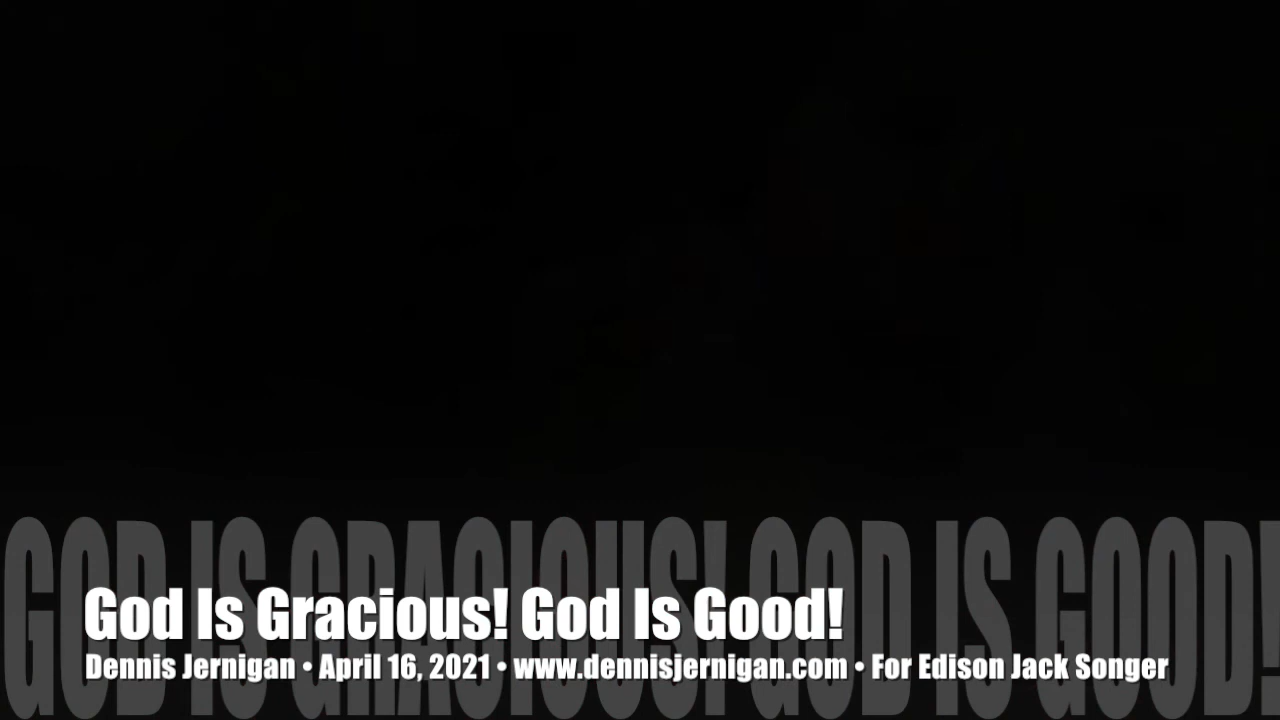 GOD IS GRACIOUS! GOD IS GOOD!
God Is Gracious! God Is Good!
Dennis Jernigan • April 16, 2021 • www.dennisjernigan.com • For Edison Jack Songer